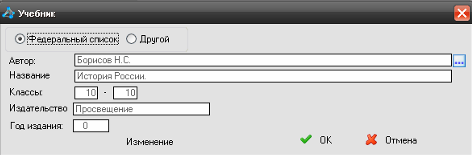 Учебник
Федеральный список Другой
Автор: Борисов Н.С. ...
Название История России.
Классы: 10 - 10
Издательство Просвещение
Год издания: 0
Изменение OK Отмена